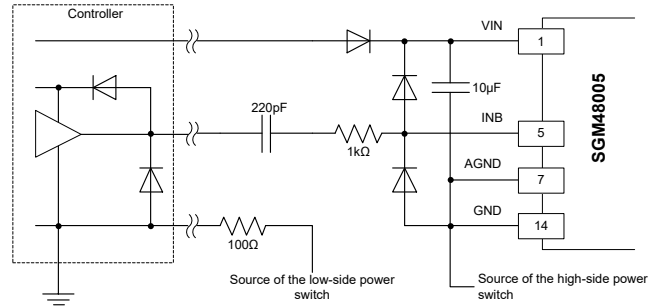 Controller
VIN
1
10μF
220pF
INB
5
1kΩ
AGND
7
GND
14
SGM48005
100Ω
Source of the low-side power
switch
Source of the high-side power
switch